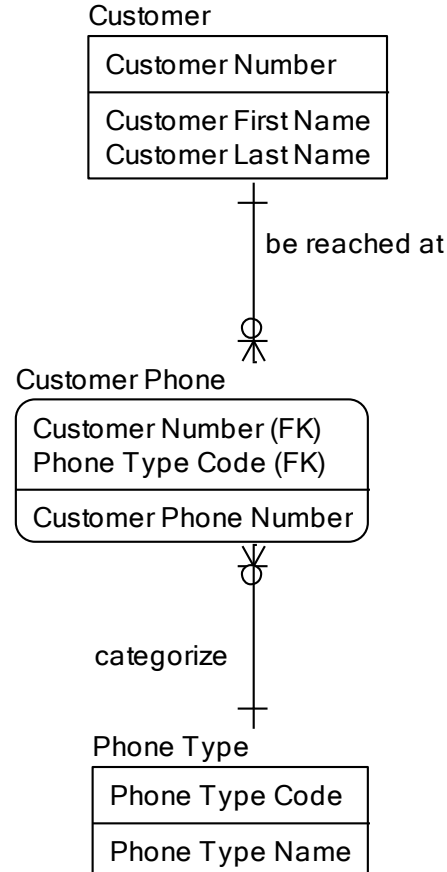 Customer
Customer Number
Customer First Name
Customer Last Name
be reached at
Customer Phone
Customer Number (FK)
Phone Type Code (FK)
Customer Phone Number
categorize
Phone Type
Phone Type Code
Phone Type Name